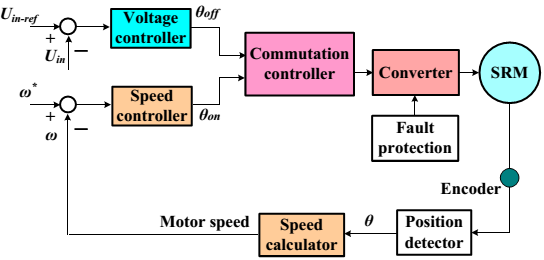 U_in-ref
+
−
U_in
Voltage
controller
θ_off
ω*
+
−
ω
Speed
controller
θ_on
Commutation
controller
Converter
SRM
Fault
protection
Encoder
Motor speed
Speed
calculator
θ
Position
detector